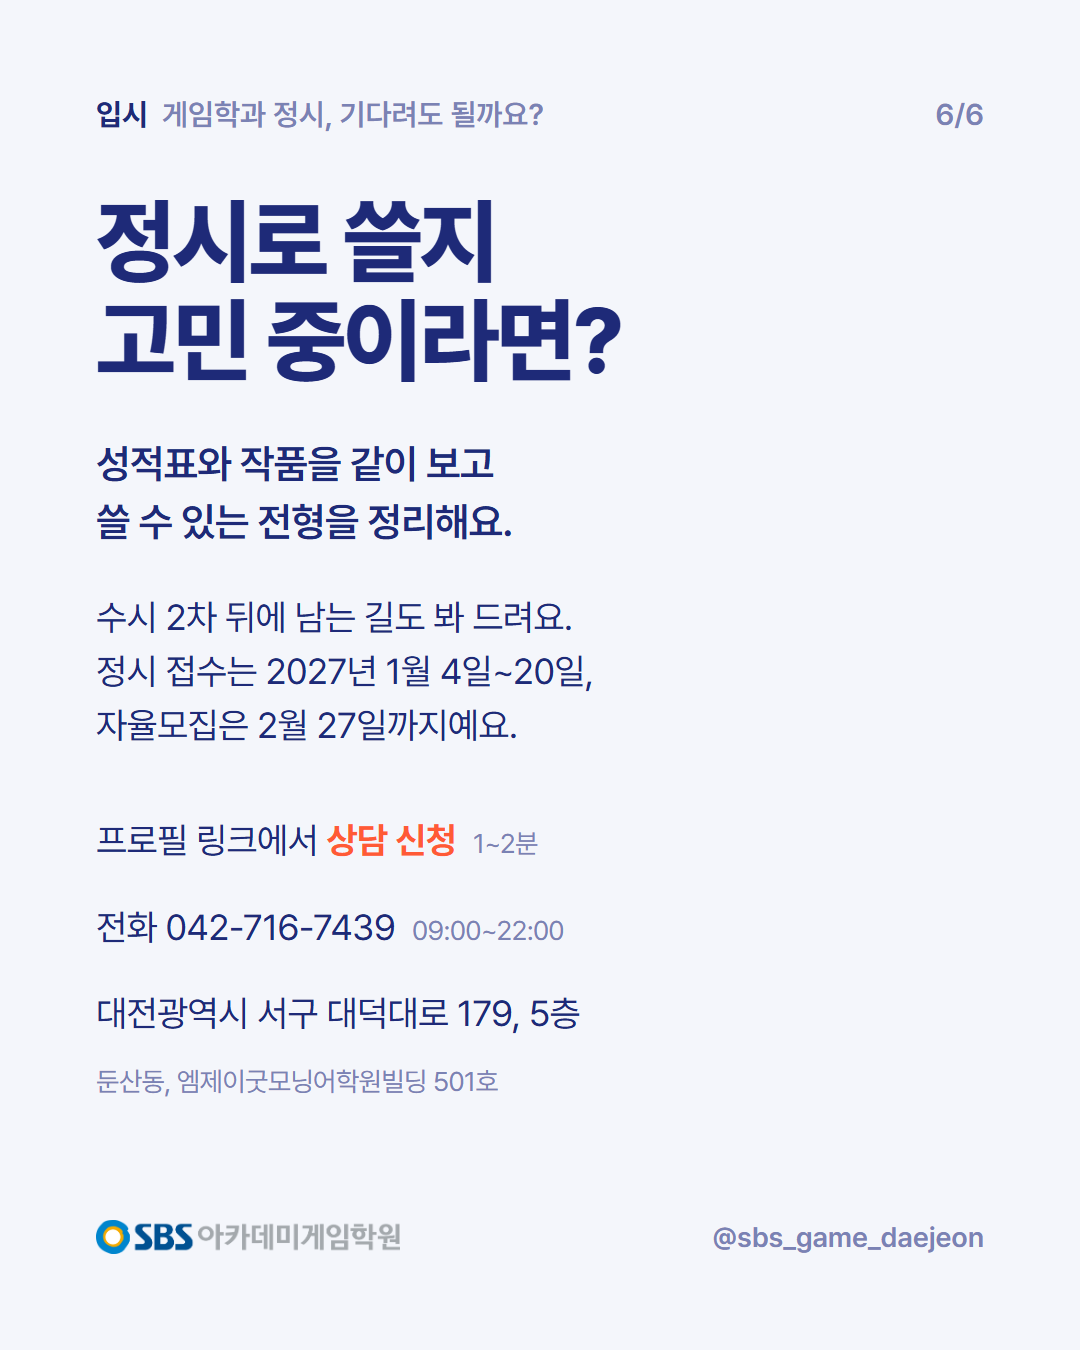 입시 게임학과 정시, 기다려도 될까요? 6/6
정시로 쓸지
고민 중이라면?
성적표와 작품을 같이 보고
쓸 수 있는 전형을 정리해요.
수시 2차 뒤에 남는 길도 봐 드려요.
정시 접수는 2027년 1월 4일~20일,
자율모집은 2월 27일까지예요.
프로필 링크에서 상담 신청 1~2분
전화 042-716-7439 09:00~22:00
대전광역시 서구 대덕대로 179, 5층
둔산동, 엠제이굿모닝어학원빌딩 501호
SBS 아카데미게임학원 @sbs_game_daejeon